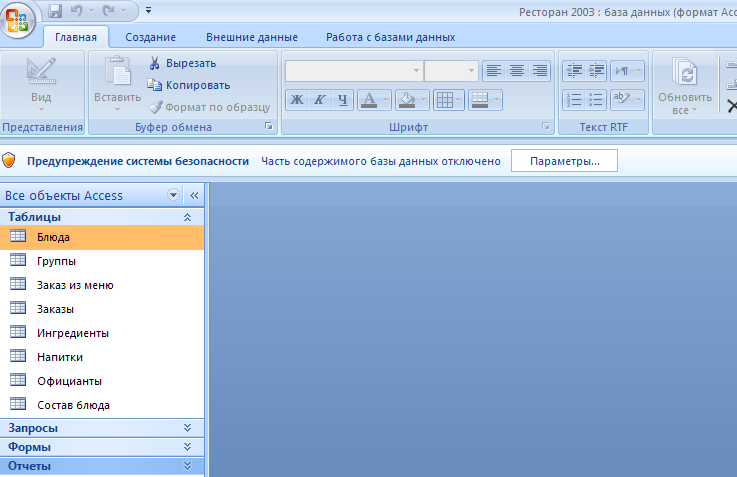 Ресторан 2003 : база данных (формат Acc
Главная Создание Внешние данные Работа с базами данных
Вид
Представления
Вставить
Вырезать
Копировать
Формат по образцу
Буфер обмена
Ж К Ч А
Шрифт
Текст RTF
Обновить все
Предупреждение системы безопасности Часть содержимого базы данных отключено Параметры...
Все объекты Access
Таблицы
Блюда
Группы
Заказ из меню
Заказы
Ингредиенты
Напитки
Официанты
Состав блюда
Запросы
Формы
Отчеты